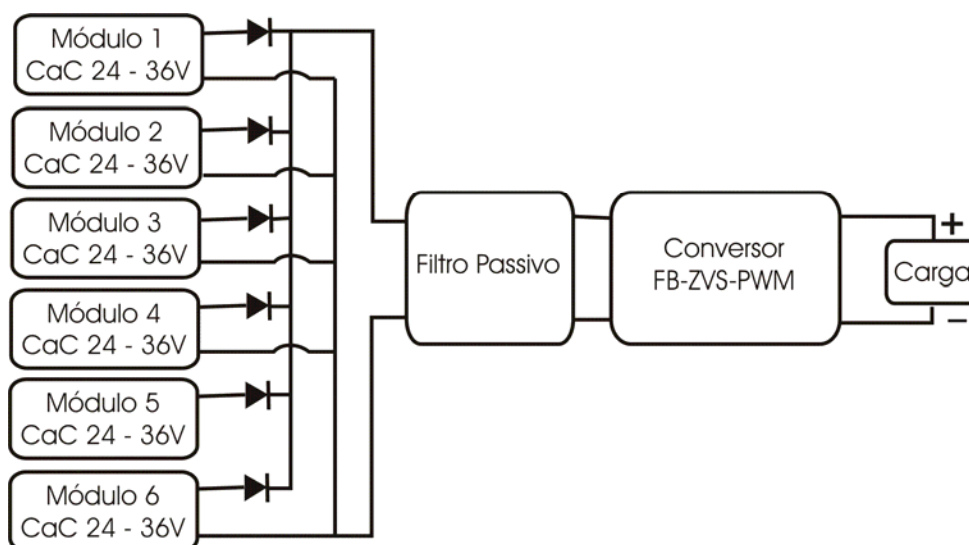 Módulo 1
CaC 24 - 36V
Módulo 2
CaC 24 - 36V
Módulo 3
CaC 24 - 36V
Módulo 4
CaC 24 - 36V
Módulo 5
CaC 24 - 36V
Módulo 6
CaC 24 - 36V
Filtro Passivo
Conversor
FB-ZVS-PWM
+
Carga
−